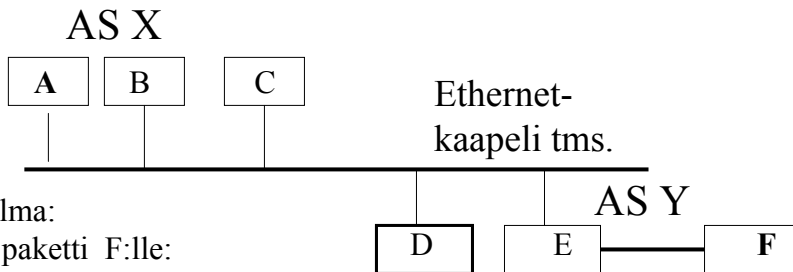 AS X
A B C
Ethernet-
kaapeli tms.
AS Y
lma:
paketti F:lle:
D E F